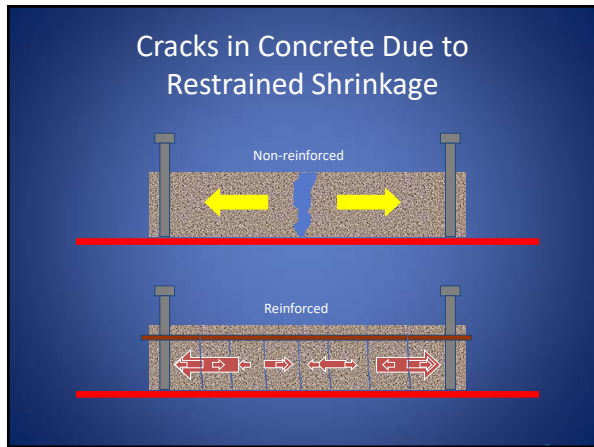 Cracks in Concrete Due to
Restrained Shrinkage
Non-reinforced
Reinforced